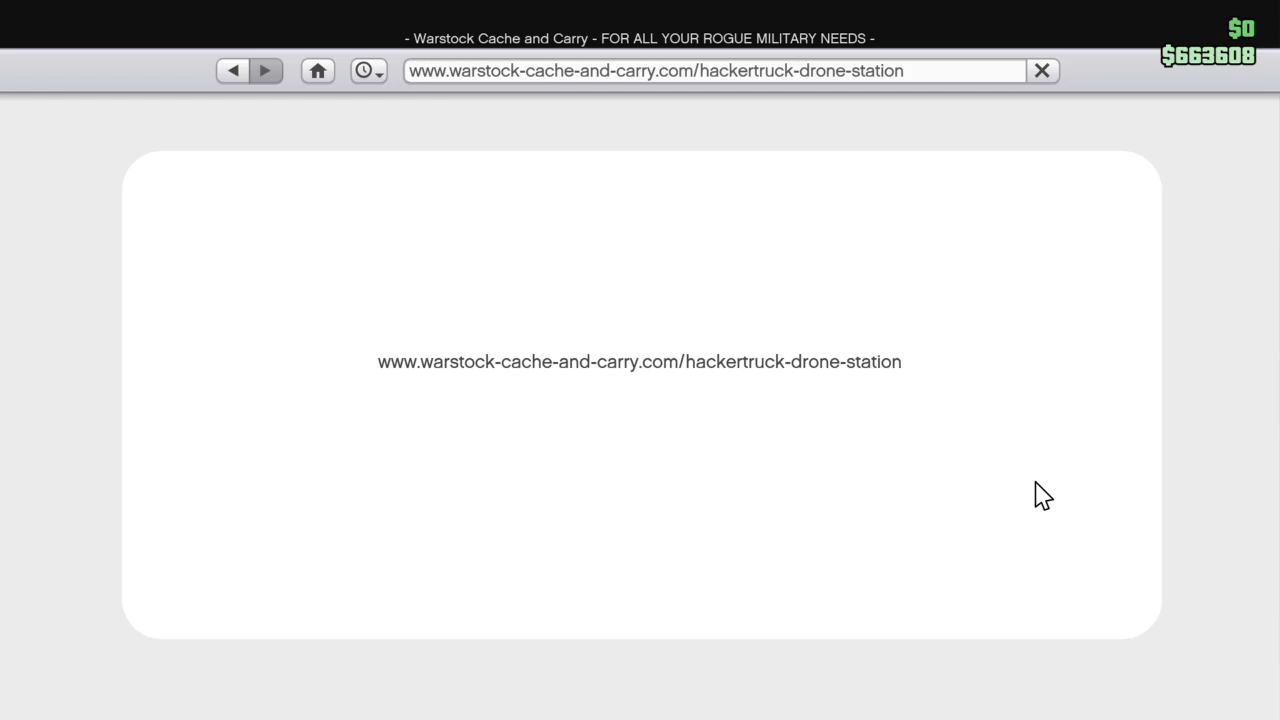 - Warstock Cache and Carry - FOR ALL YOUR ROGUE MILITARY NEEDS -
$0
$663608
www.warstock-cache-and-carry.com/hackertruck-drone-station
www.warstock-cache-and-carry.com/hackertruck-drone-station